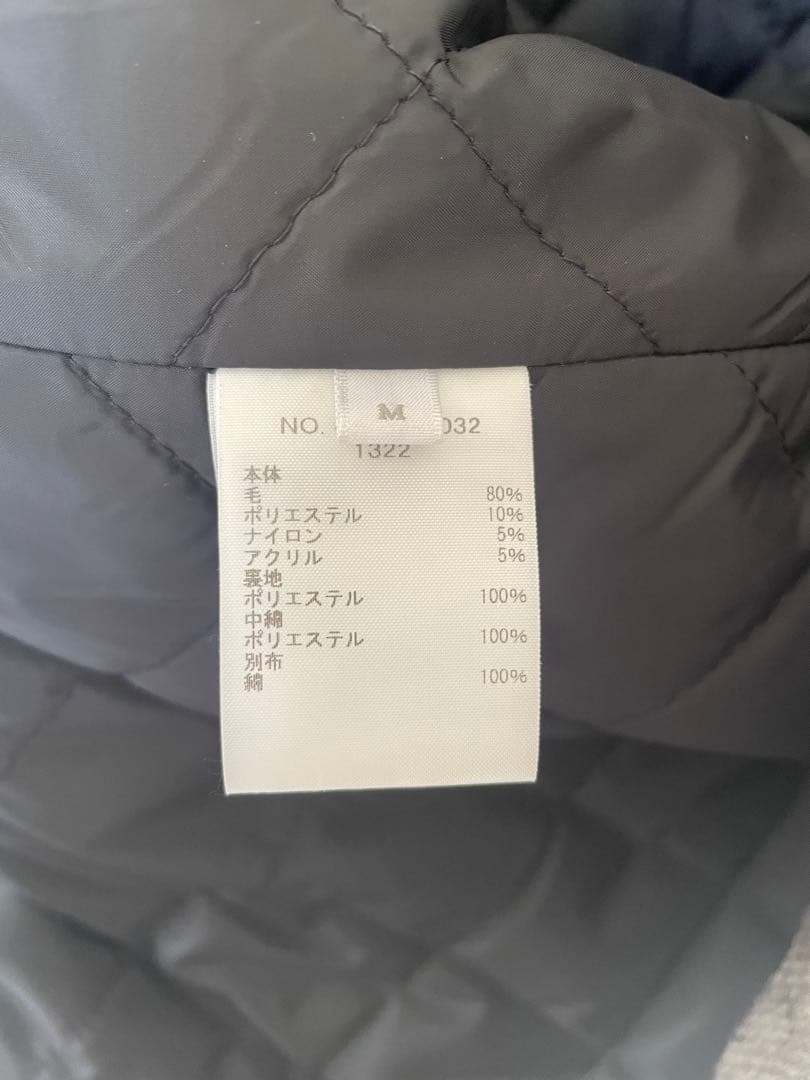 M
NO. 032
1322
本体
毛 80%
ポリエステル 10%
ナイロン 5%
アクリル 5%
裏地
ポリエステル 100%
中綿
ポリエステル 100%
別布
綿 100%